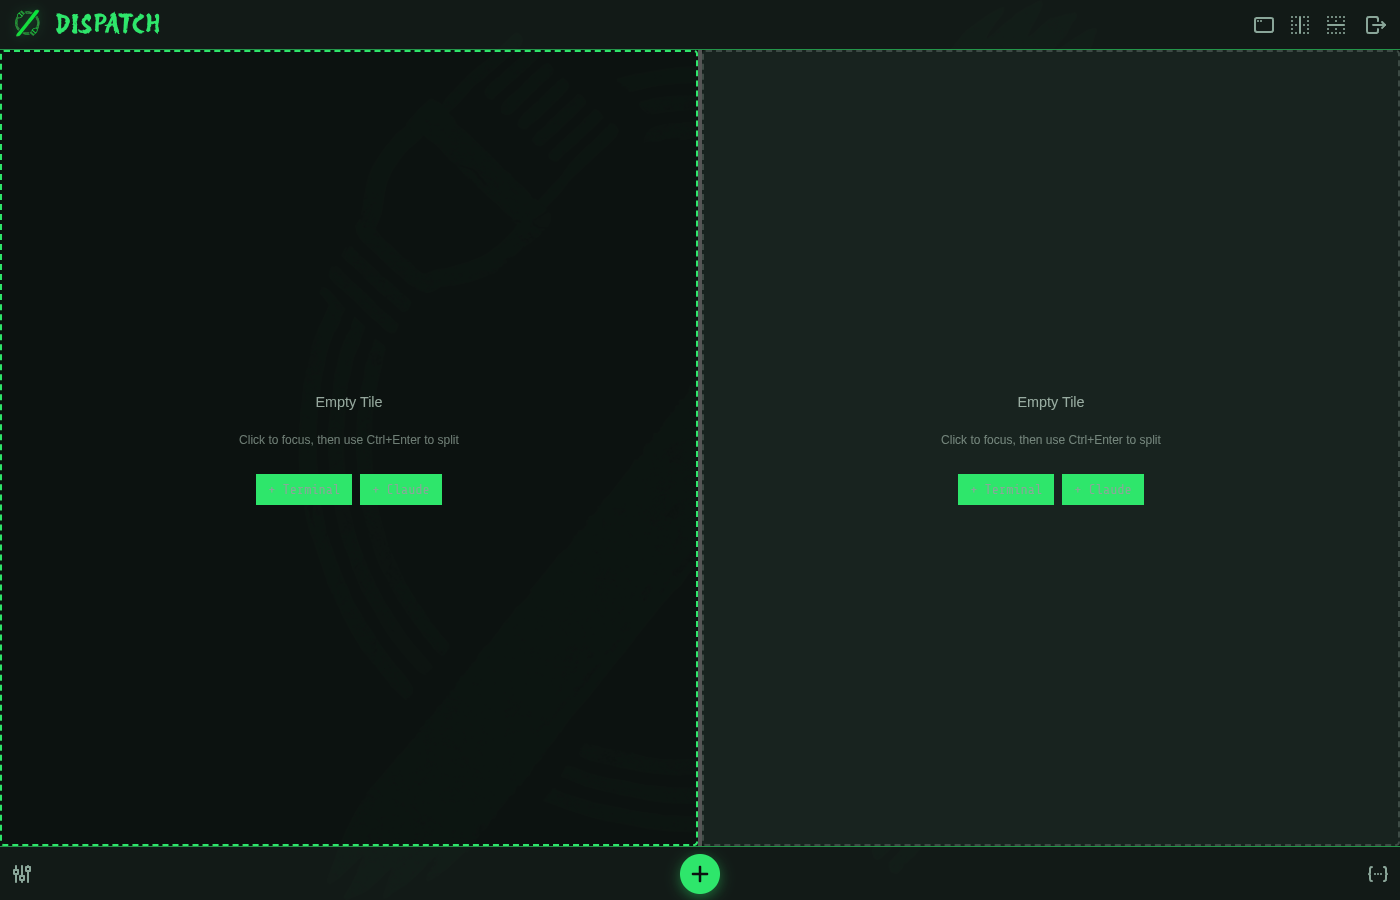 DISPATCH
Empty Tile
Click to focus, then use Ctrl+Enter to split
+ Terminal
+ Claude
Empty Tile
Click to focus, then use Ctrl+Enter to split
+ Terminal
+ Claude